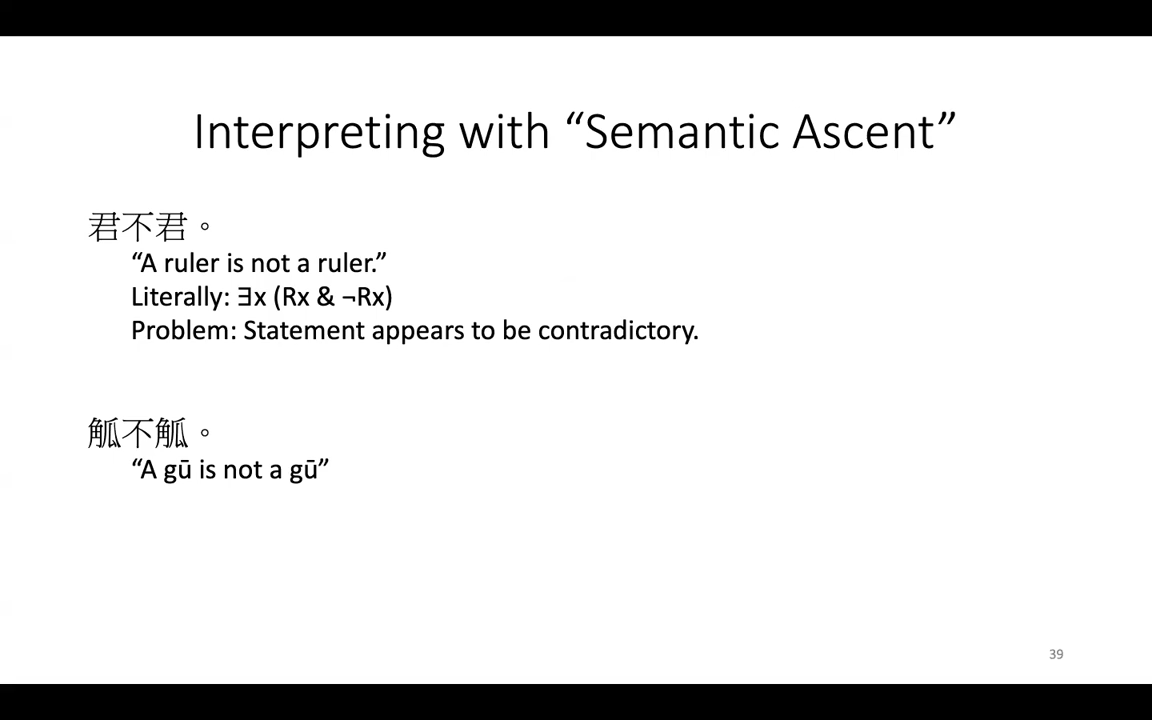 Interpreting with “Semantic Ascent”
君不君。
“A ruler is not a ruler.”
Literally: ∃x (Rx & ¬Rx)
Problem: Statement appears to be contradictory.
觚不觚。
“A gū is not a gū”
39